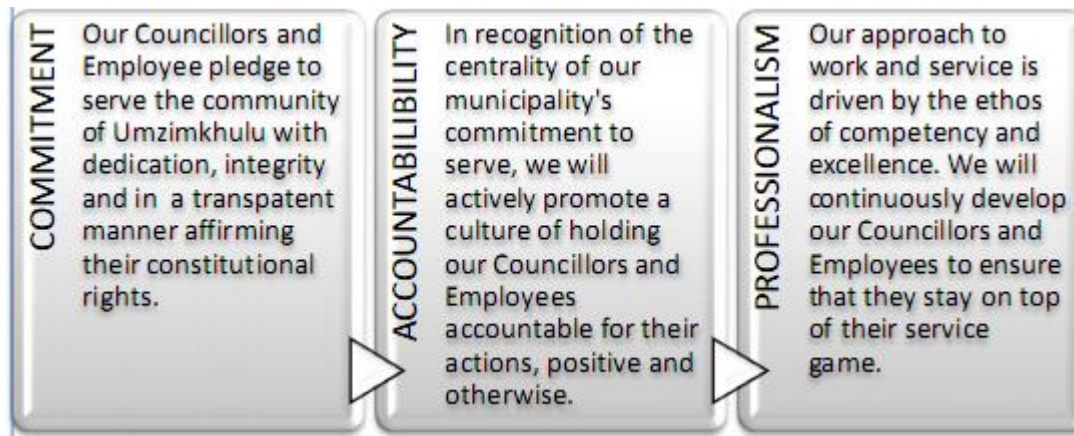 COMMITMENT
Our Councillors and
Employee pledge to
serve the community
of Umzimkhulu with
dedication, integrity
and in a transpatent
manner affirming
their constitutional
rights.
ACCOUNTABILIBILITY
In recognition of the
centrality of our
municipality's
commitment to
serve, we will
actively promote a
culture of holding
our Councillors and
Employees
accountable for their
actions, positive and
otherwise.
PROFESSIONALISM
Our approach to
work and service is
driven by the ethos
of competency and
excellence. We will
continuously develop
our Councillors and
Employees to ensure
that they stay on top
of their service
game.